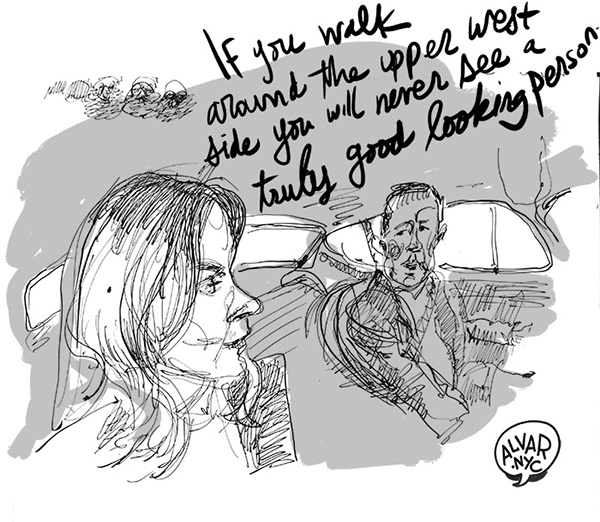 If you walk
around the upper west
side you will never see a
truly good looking person.
ALVAR
.NYC